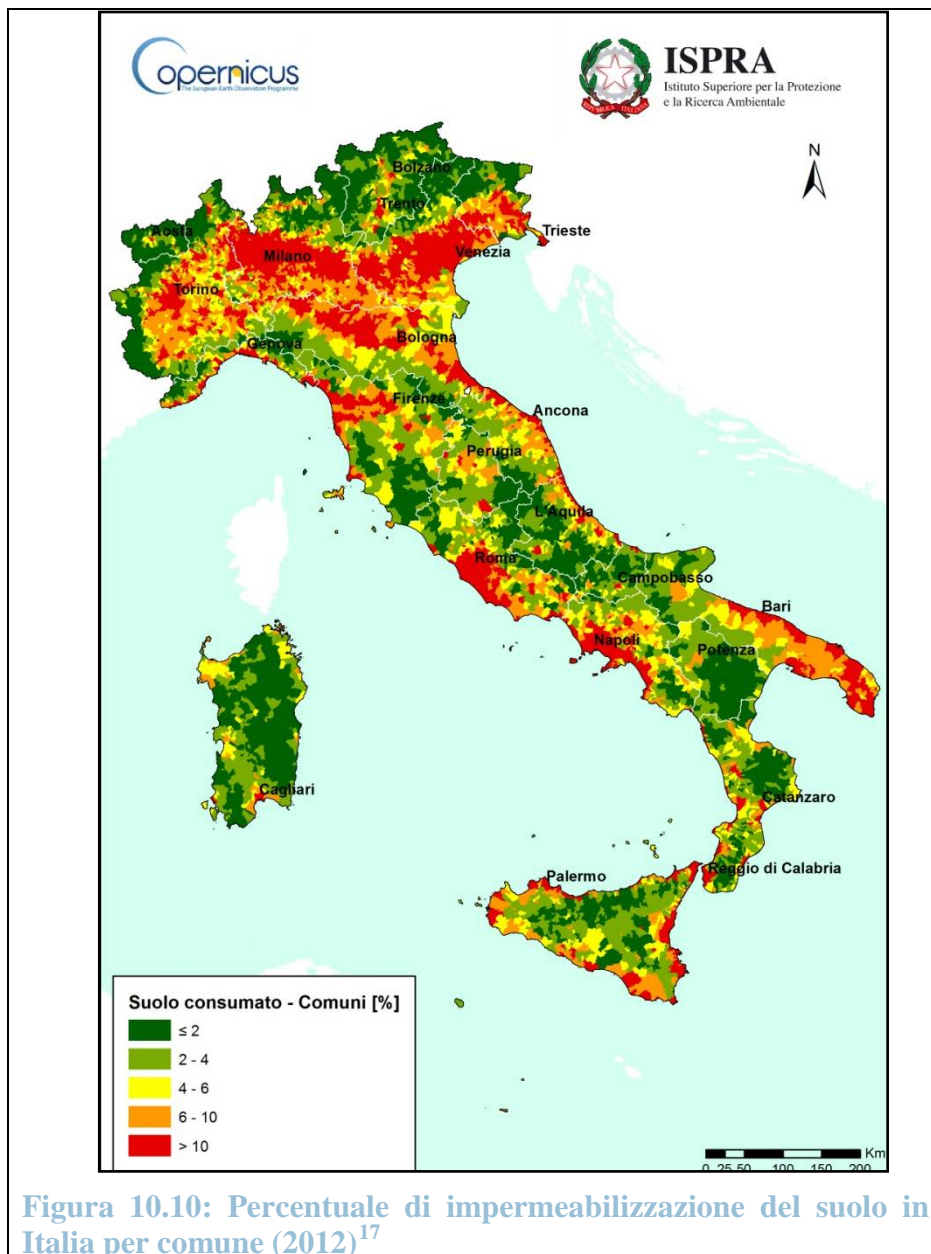 Copernicus
The European Earth Observation Programme
ISPRA
Istituto Superiore per la Protezione
e la Ricerca Ambientale
REPVBBLICA ITALIANA
N
Bolzano
Trento
Aosta
Trieste
Milano
Venezia
Torino
Bologna
Genova
Firenze
Ancona
Perugia
L'Aquila
Roma
Campobasso
Bari
Napoli
Potenza
Cagliari
Catanzaro
Palermo
Reggio di Calabria
Suolo consumato - Comuni [%]
≤ 2
2 - 4
4 - 6
6 - 10
> 10
Km
0 25 50 100 150 200
Figura 10.10: Percentuale di impermeabilizzazione del suolo in
Italia per comune (2012)17